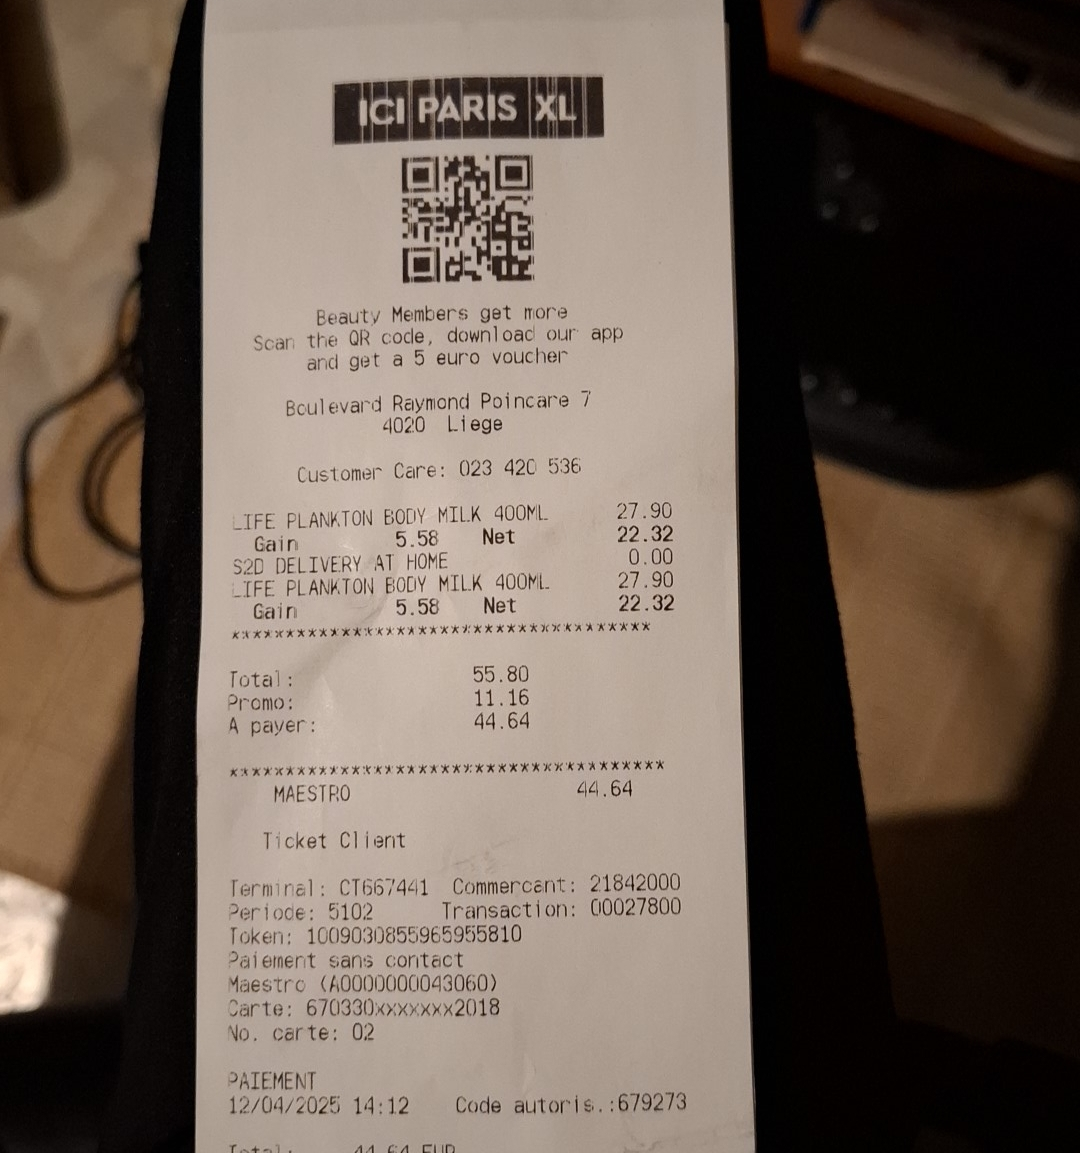 ICI PARIS XL
Beauty Members get more
Scan the QR code, download our app
and get a 5 euro voucher
Boulevard Raymond Poincare 7
4020 Liege
Customer Care: 023 420 536
LIFE PLANKTON BODY MILK 400ML 27.90
Gain 5.58 Net 22.32
S2D DELIVERY AT HOME 0.00
LIFE PLANKTON BODY MILK 400ML 27.90
Gain 5.58 Net 22.32
***************************************
Total: 55.80
Promo: 11.16
A payer: 44.64
****************************************
MAESTRO 44.64
Ticket Client
Terminal: CT667441 Commercant: 21842000
Periode: 5102 Transaction: 00027800
Token: 1009030855965955810
Paiement sans contact
Maestro (A0000000043060)
Carte: 670330xxxxxxx2018
No. carte: 02
PAIEMENT
12/04/2025 14:12 Code autoris.:679273
Total: 44.64 EUR